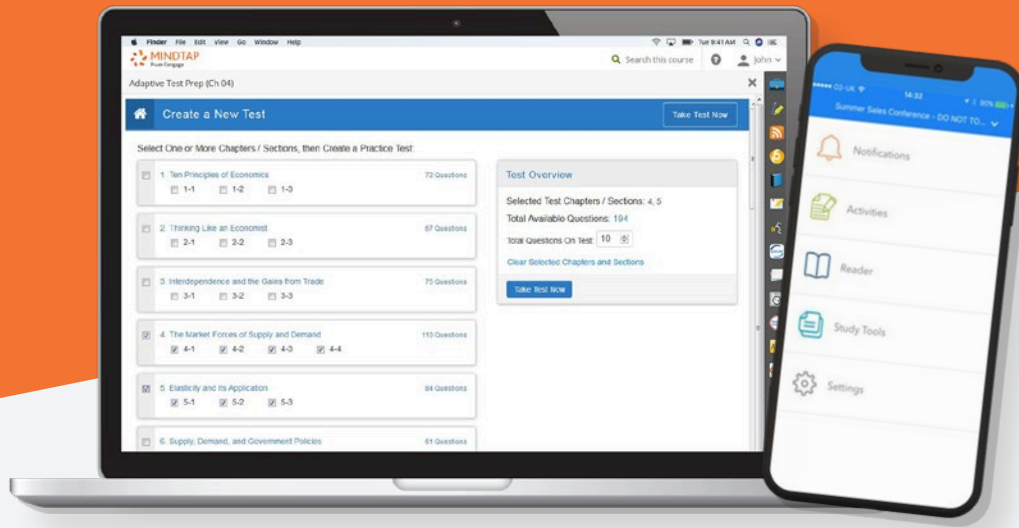 Finder File Edit View Go Window Help
Tue 9:41 AM
MINDTAP
From Cengage
Search this course
John
Adaptive Test Prep (Ch 04)
Create a New Test
Take Test Now
Select One or More Chapters / Sections, then Create a Practice Test:
1. Ten Principles of Economics
72 Questions
1-1 1-2 1-3
2. Thinking Like an Economist
67 Questions
2-1 2-2 2-3
3. Interdependence and the Gains from Trade
75 Questions
3-1 3-2 3-3
4. The Market Forces of Supply and Demand
110 Questions
4-1 4-2 4-3 4-4
5. Elasticity and Its Application
84 Questions
5-1 5-2 5-3
6. Supply, Demand, and Government Policies
61 Questions
Test Overview
Selected Test Chapters / Sections: 4, 5
Total Available Questions: 194
Total Questions On Test: 10
Clear Selected Chapters and Sections
Take Test Now
O2-UK 14:32 90%
Summer Sales Conference - DO NOT TO...
Notifications
Activities
Reader
Study Tools
Settings